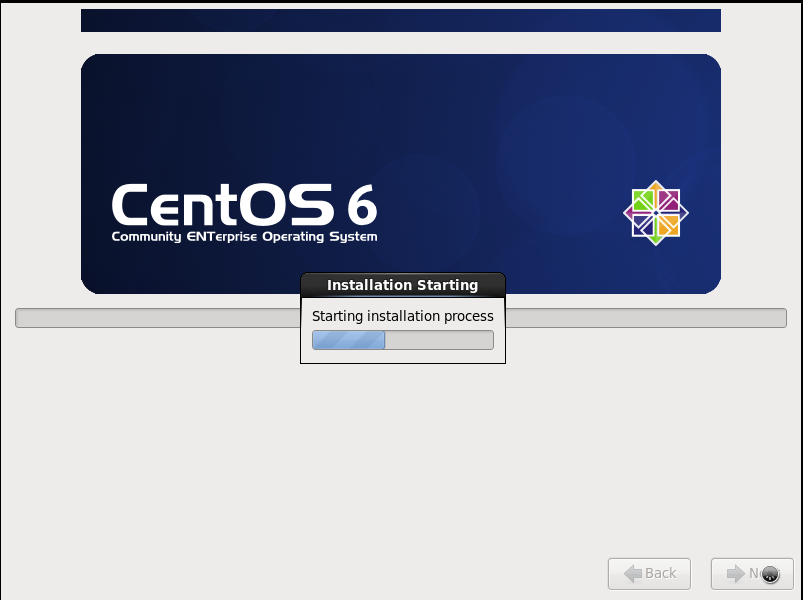 CentOS 6
Community ENTerprise Operating System
Installation Starting
Starting installation process
Back